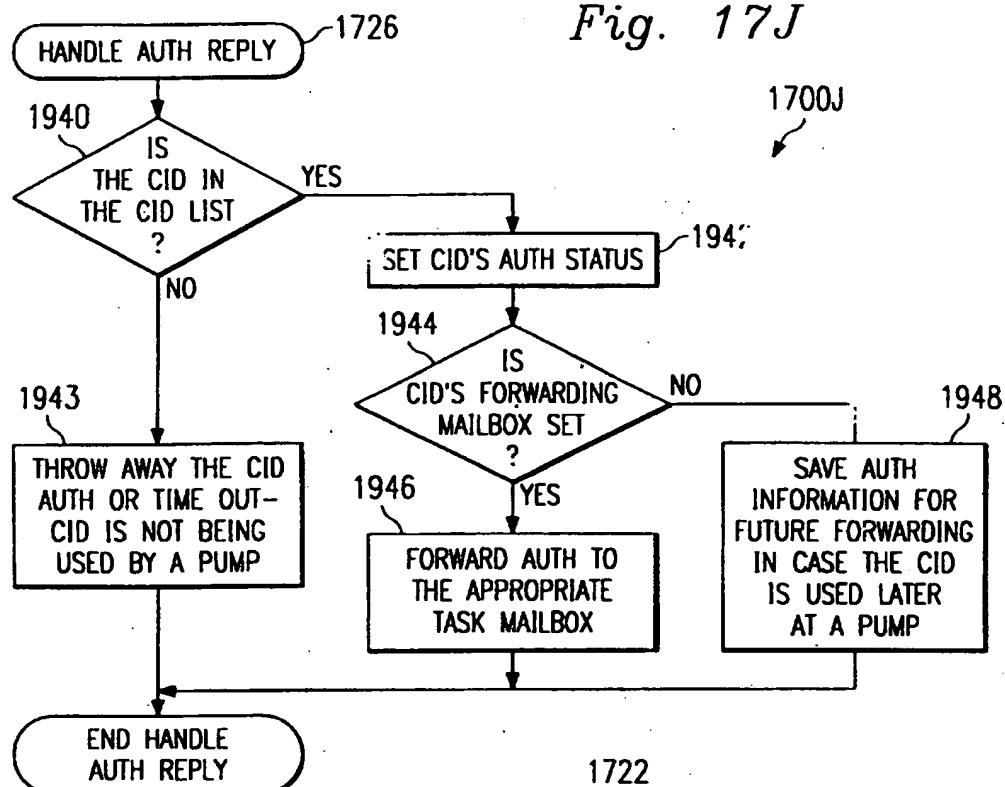 Fig. 17J
HANDLE AUTH REPLY
1726
1700J
1940
IS
THE CID IN
THE CID LIST
?
YES
NO
SET CID'S AUTH STATUS
1944
IS
CID'S FORWARDING
MAILBOX SET
?
NO
YES
1943
THROW AWAY THE CID
AUTH OR TIME OUT–
CID IS NOT BEING
USED BY A PUMP
1946
FORWARD AUTH TO
THE APPROPRIATE
TASK MAILBOX
1948
SAVE AUTH
INFORMATION FOR
FUTURE FORWARDING
IN CASE THE CID
IS USED LATER
AT A PUMP
END HANDLE
AUTH REPLY
1722